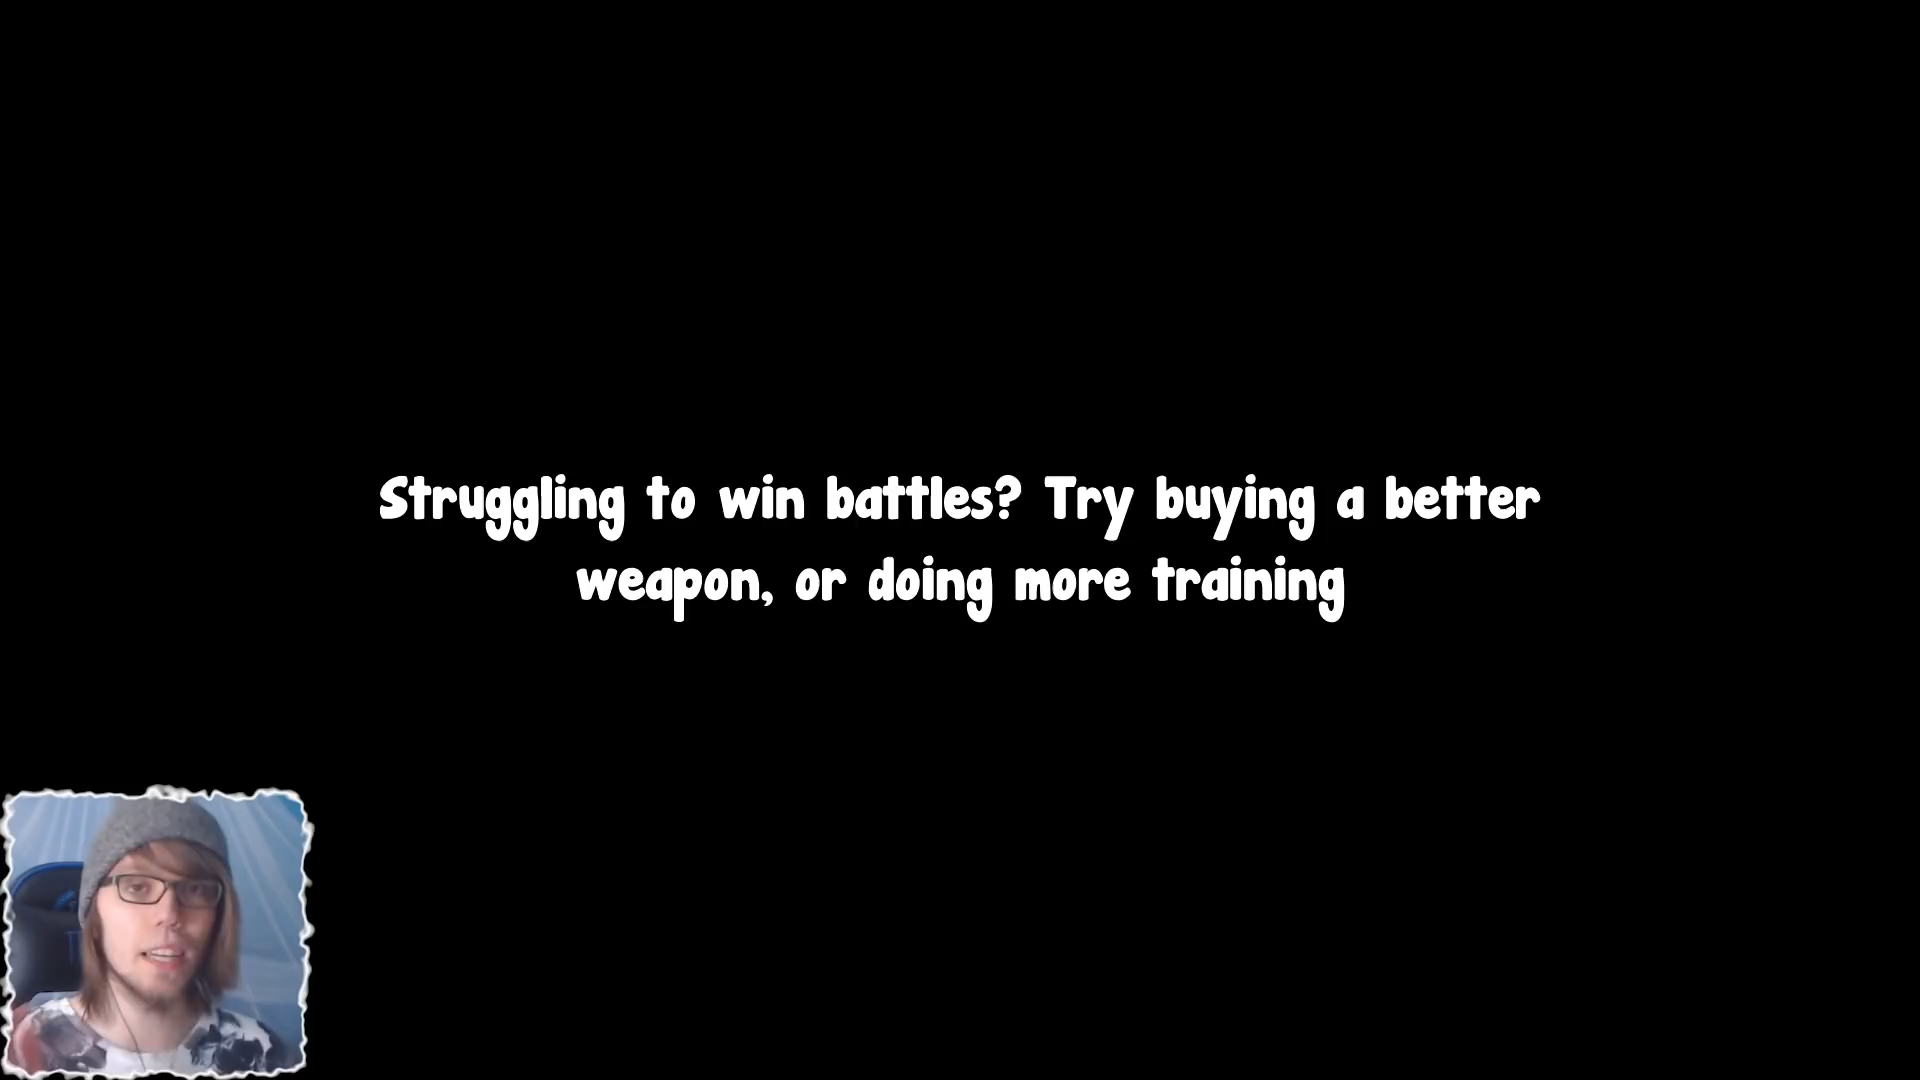 Struggling to win battles? Try buying a better
weapon, or doing more training